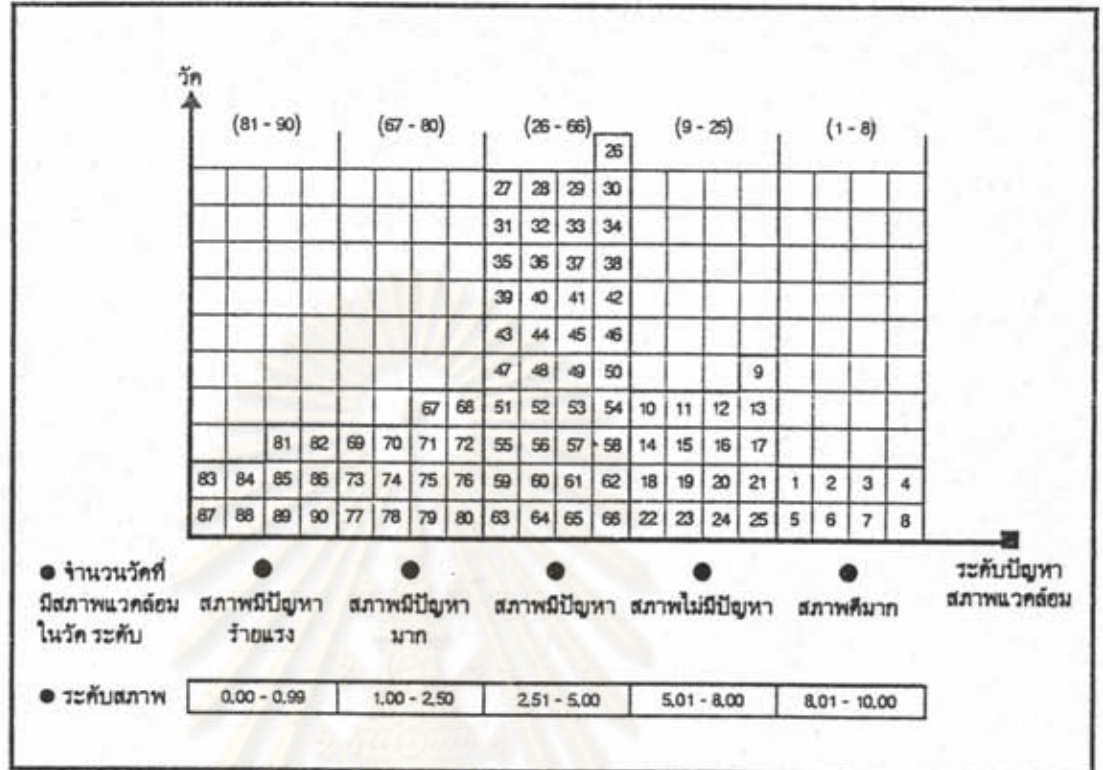 วัด
(81 - 90) (67 - 80) (26 - 66) (9 - 25) (1 - 8)
26
27 28 29 30
31 32 33 34
35 36 37 38
39 40 41 42
43 44 45 46
47 48 49 50 9
67 68 51 52 53 54 10 11 12 13
81 82 69 70 71 72 55 56 57 58 14 15 16 17
83 84 85 86 73 74 75 76 59 60 61 62 18 19 20 21 1 2 3 4
87 88 89 90 77 78 79 80 63 64 65 66 22 23 24 25 5 6 7 8
● จำนวนวัดที่
มีสภาพแวดล้อม
ในวัด ระดับ
สภาพมีปัญหา
ร้ายแรง
สภาพมีปัญหา
มาก
สภาพมีปัญหา
สภาพไม่มีปัญหา
สภาพดีมาก
ระดับปัญหา
สภาพแวดล้อม
● ระดับสภาพ 0.00 - 0.99 1.00 - 2.50 2.51 - 5.00 5.01 - 8.00 8.01 - 10.00